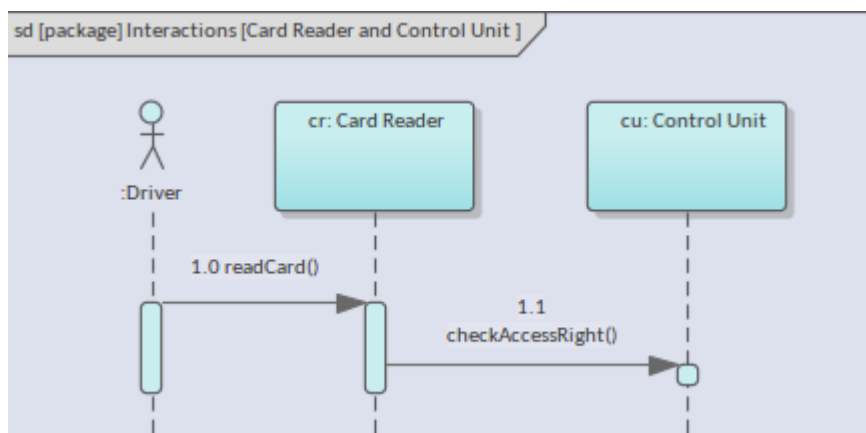 sd [package] Interactions [Card Reader and Control Unit ]
cr: Card Reader
cu: Control Unit
:Driver
1.0 readCard()
1.1
checkAccessRight()